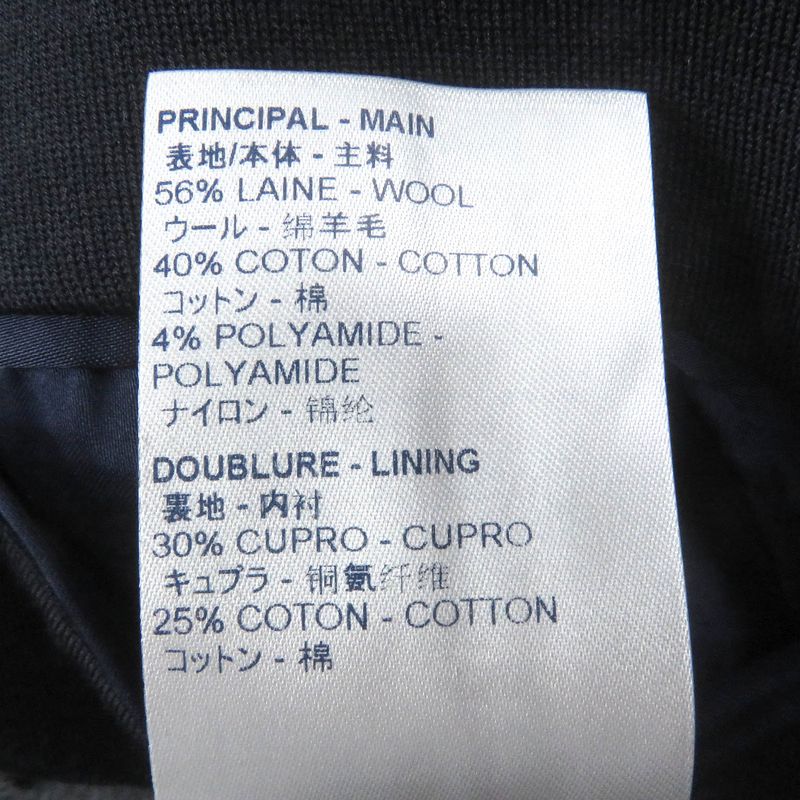 PRINCIPAL - MAIN
表地/本体 - 主料
56% LAINE - WOOL
ウール - 绵羊毛
40% COTON - COTTON
コットン - 棉
4% POLYAMIDE -
POLYAMIDE
ナイロン - 锦纶
DOUBLURE - LINING
裏地 - 内衬
30% CUPRO - CUPRO
キュプラ - 铜氨纤维
25% COTON - COTTON
コットン - 棉